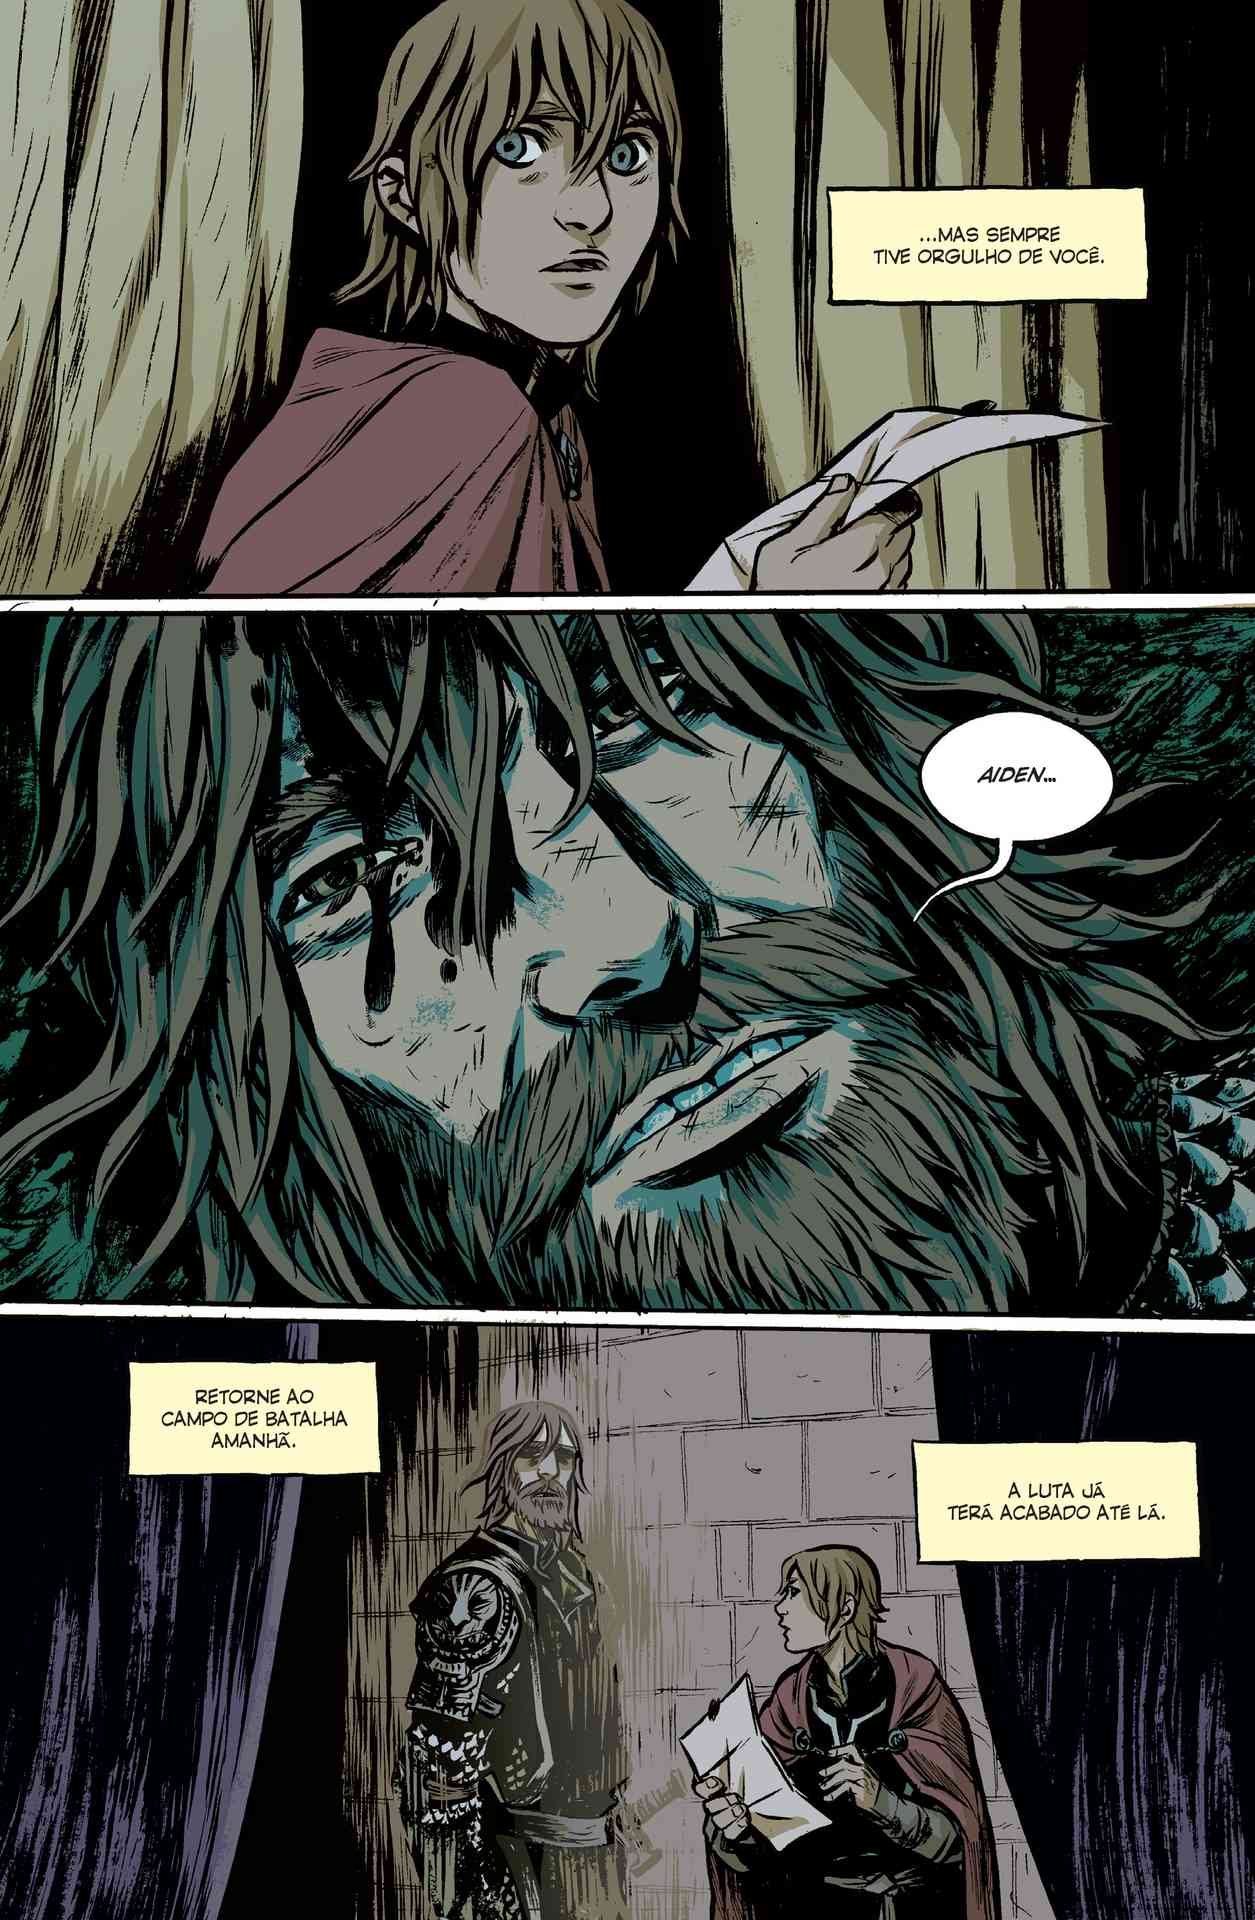 ...MAS SEMPRE
TIVE ORGULHO DE VOCÊ.
AIDEN...
RETORNE AO
CAMPO DE BATALHA
AMANHÃ.
A LUTA JÁ
TERÁ ACABADO ATÉ LÁ.